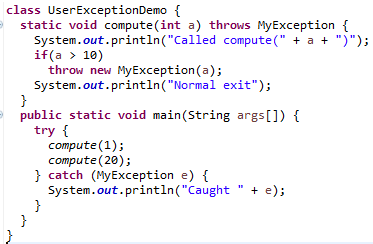 class UserExceptionDemo {
  static void compute(int a) throws MyException {
    System.out.println("Called compute(" + a + ")");
    if(a > 10)
      throw new MyException(a);
    System.out.println("Normal exit");
  }
  public static void main(String args[]) {
    try {
      compute(1);
      compute(20);
    } catch (MyException e) {
      System.out.println("Caught " + e);
    }
  }
}